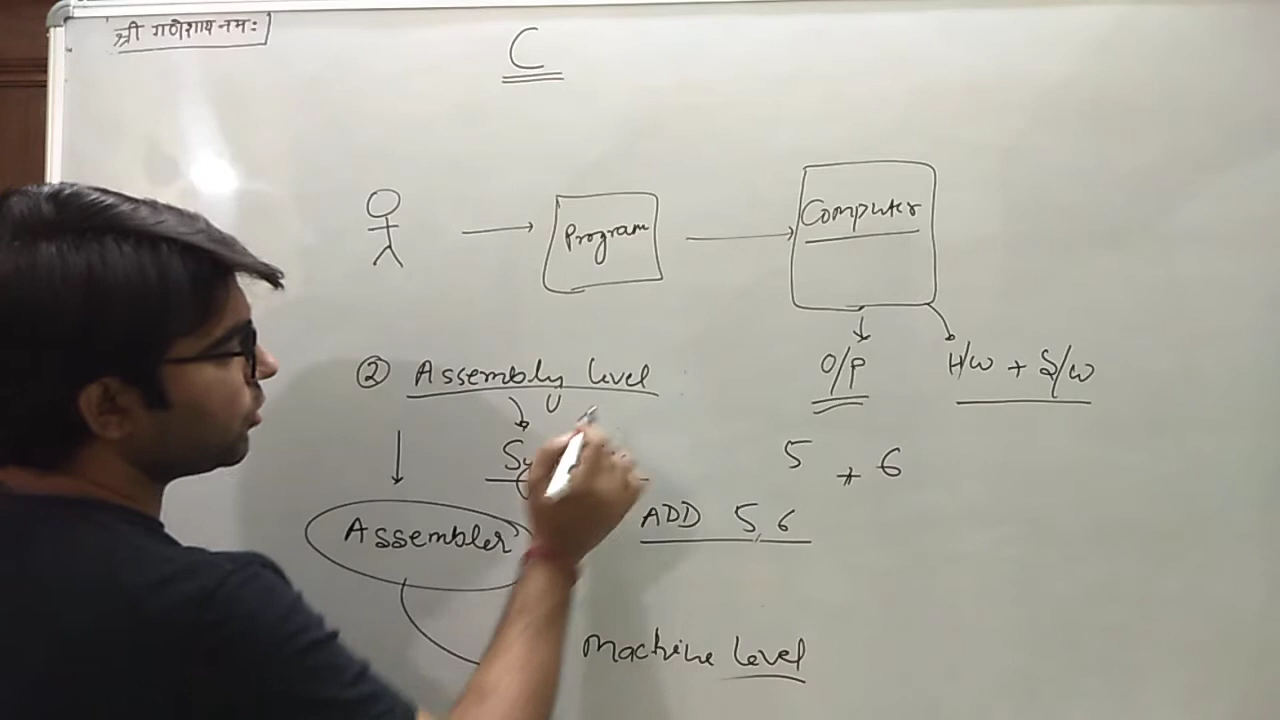 श्री गणेशाय नमः
C
Program
Computer
O/P
H/W + S/W
② Assembly level
5 + 6
ADD 5,6
Assembler
Machine Level